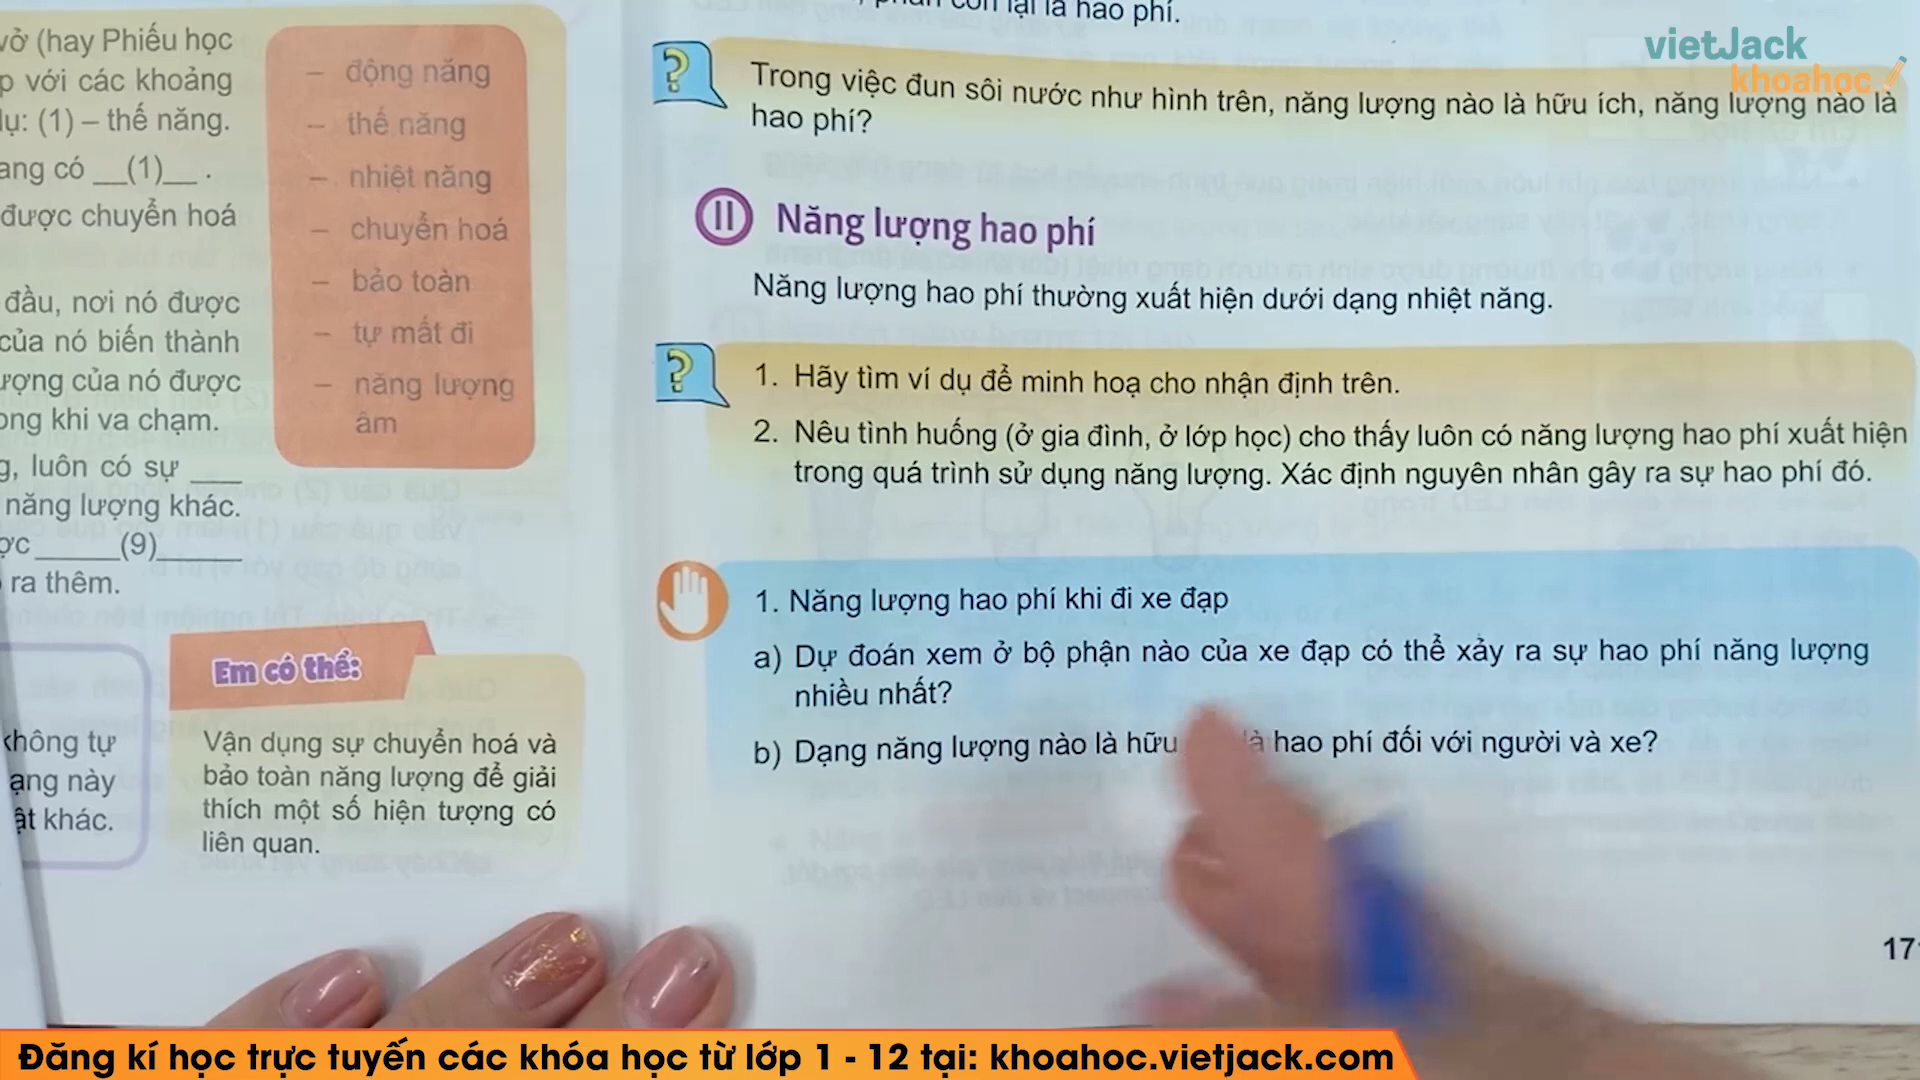 vở (hay Phiếu học
với các khoảng
(1) – thế năng.
có __(1)__ .
được chuyển hoá
đầu, nơi nó được
của nó biến thành
của nó được
khi va chạm.
luôn có sự ____
năng lượng khác.
______(9)______
ra thêm.
– động năng
– thế năng
– nhiệt năng
– chuyển hoá
– bảo toàn
– tự mất đi
– năng lượng
âm
không tự
này
khác.
Em có thể:
Vận dụng sự chuyển hoá và
bảo toàn năng lượng để giải
thích một số hiện tượng có
liên quan.
còn lại là hao phí.
? Trong việc đun sôi nước như hình trên, năng lượng nào là hữu ích, năng lượng nào là
hao phí?
II Năng lượng hao phí
Năng lượng hao phí thường xuất hiện dưới dạng nhiệt năng.
? 1. Hãy tìm ví dụ để minh hoạ cho nhận định trên.
2. Nêu tình huống (ở gia đình, ở lớp học) cho thấy luôn có năng lượng hao phí xuất hiện
trong quá trình sử dụng năng lượng. Xác định nguyên nhân gây ra sự hao phí đó.
1. Năng lượng hao phí khi đi xe đạp
a) Dự đoán xem ở bộ phận nào của xe đạp có thể xảy ra sự hao phí năng lượng
nhiều nhất?
b) Dạng năng lượng nào là hữu là hao phí đối với người và xe?
vietJack
khoahoc
Đăng kí học trực tuyến các khóa học từ lớp 1 - 12 tại: khoahoc.vietjack.com